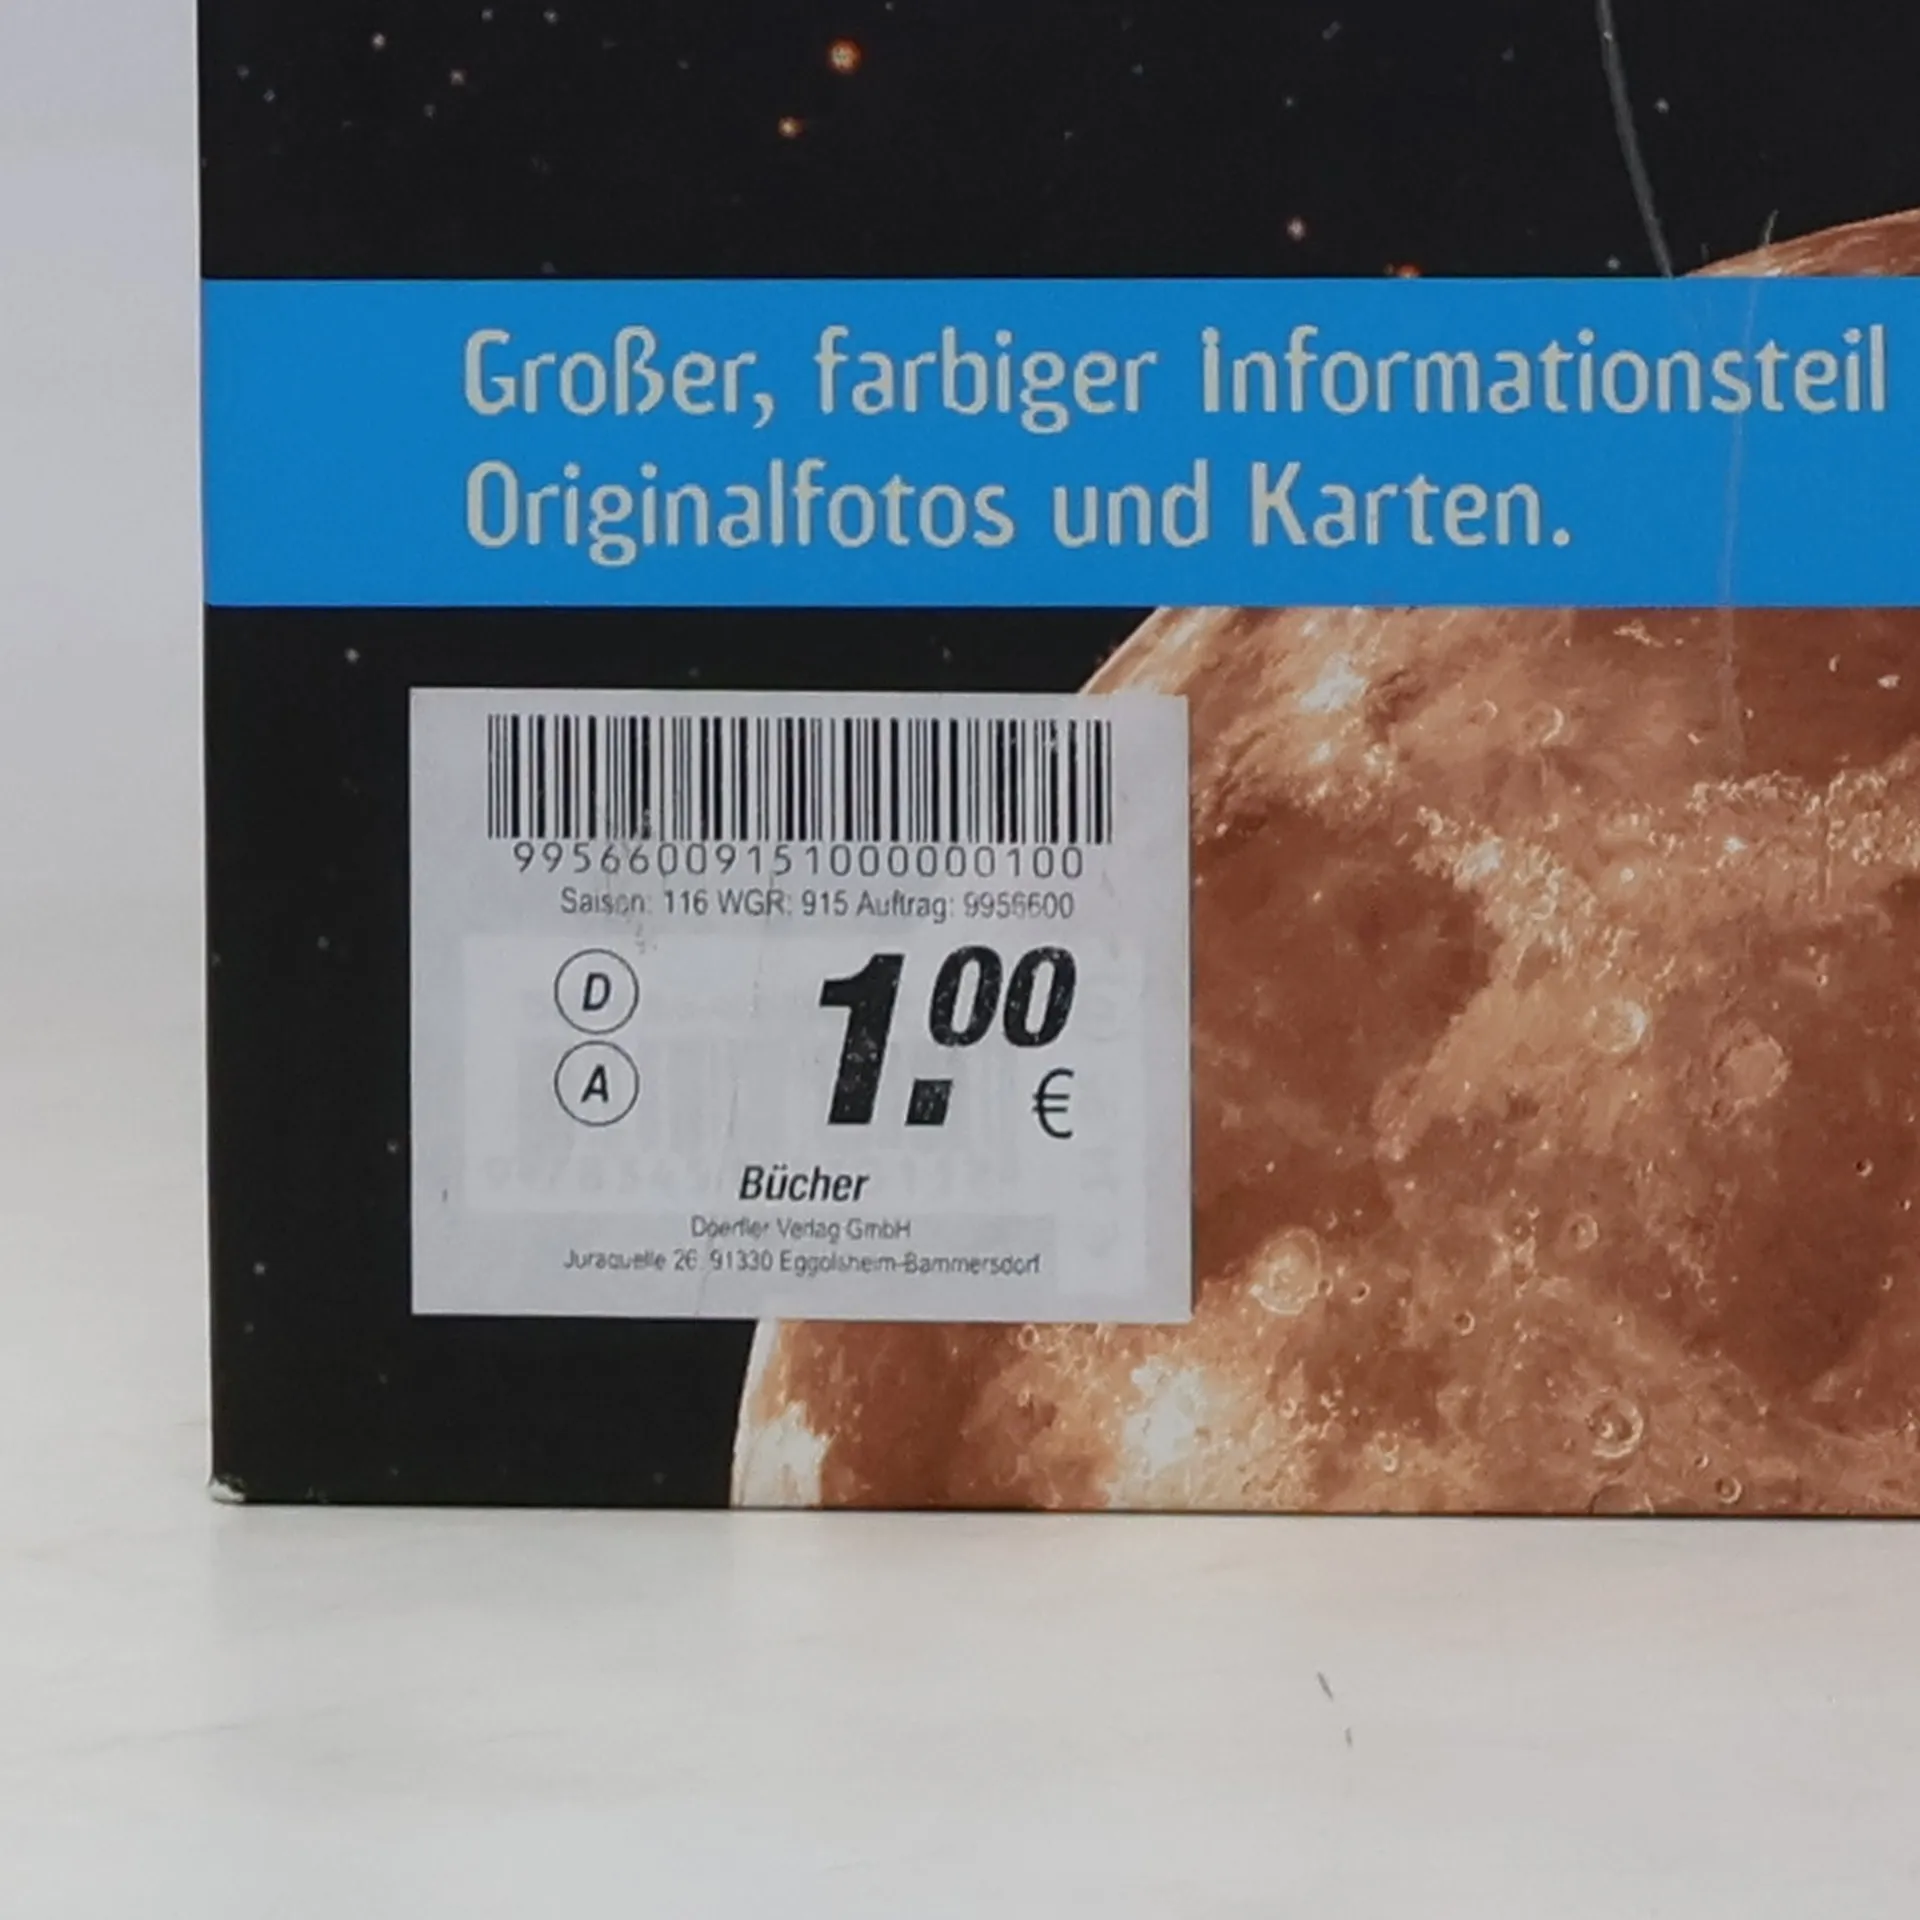 Großer, farbiger Informationsteil
Originalfotos und Karten.
99566009151000000100
Saison: 116 WGR: 915 Auftrag: 9956600
D
A
1.00
€
Bücher
Doerfler Verlag GmbH
Juraquelle 26, 91330 Eggolsheim-Bammersdorf